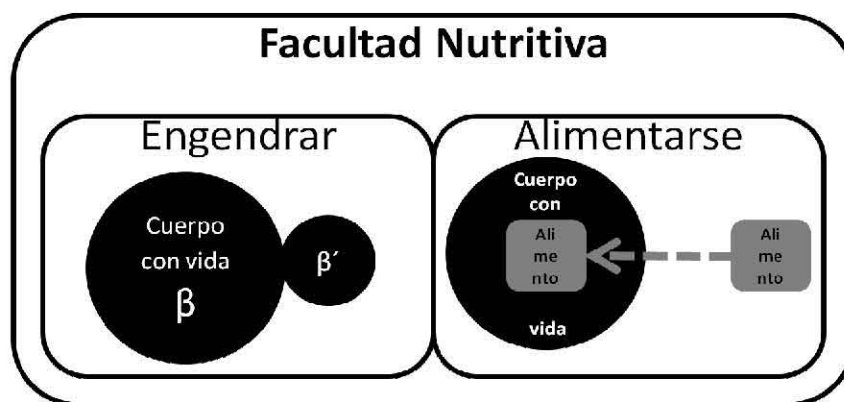 Facultad Nutritiva
Engendrar
Cuerpo
con vida
β
β´
Alimentarse
Cuerpo
con
Ali
me
nto
vida
Ali
me
nto